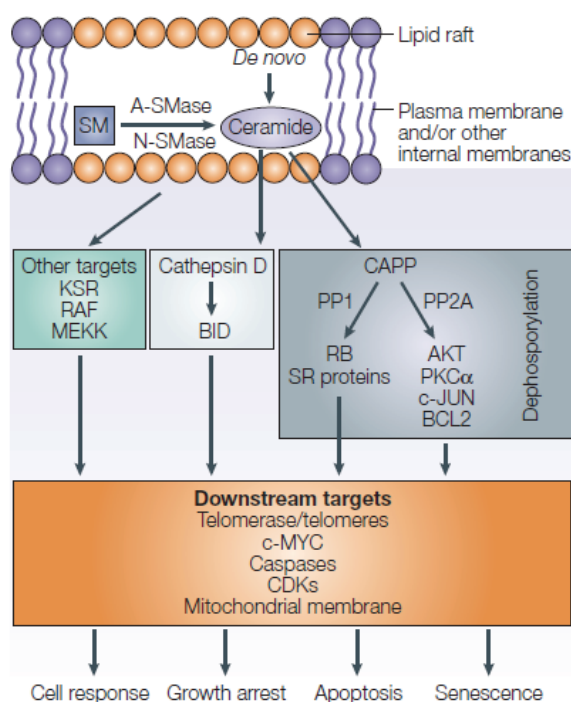 Lipid raft
De novo
A-SMase
SM
Ceramide
N-SMase
Plasma membrane
and/or other
internal membranes
Other targets
KSR
RAF
MEKK
Cathepsin D
BID
CAPP
PP1
PP2A
RB
SR proteins
AKT
PKCα
c-JUN
BCL2
Dephosporylation
Downstream targets
Telomerase/telomeres
c-MYC
Caspases
CDKs
Mitochondrial membrane
Cell response
Growth arrest
Apoptosis
Senescence